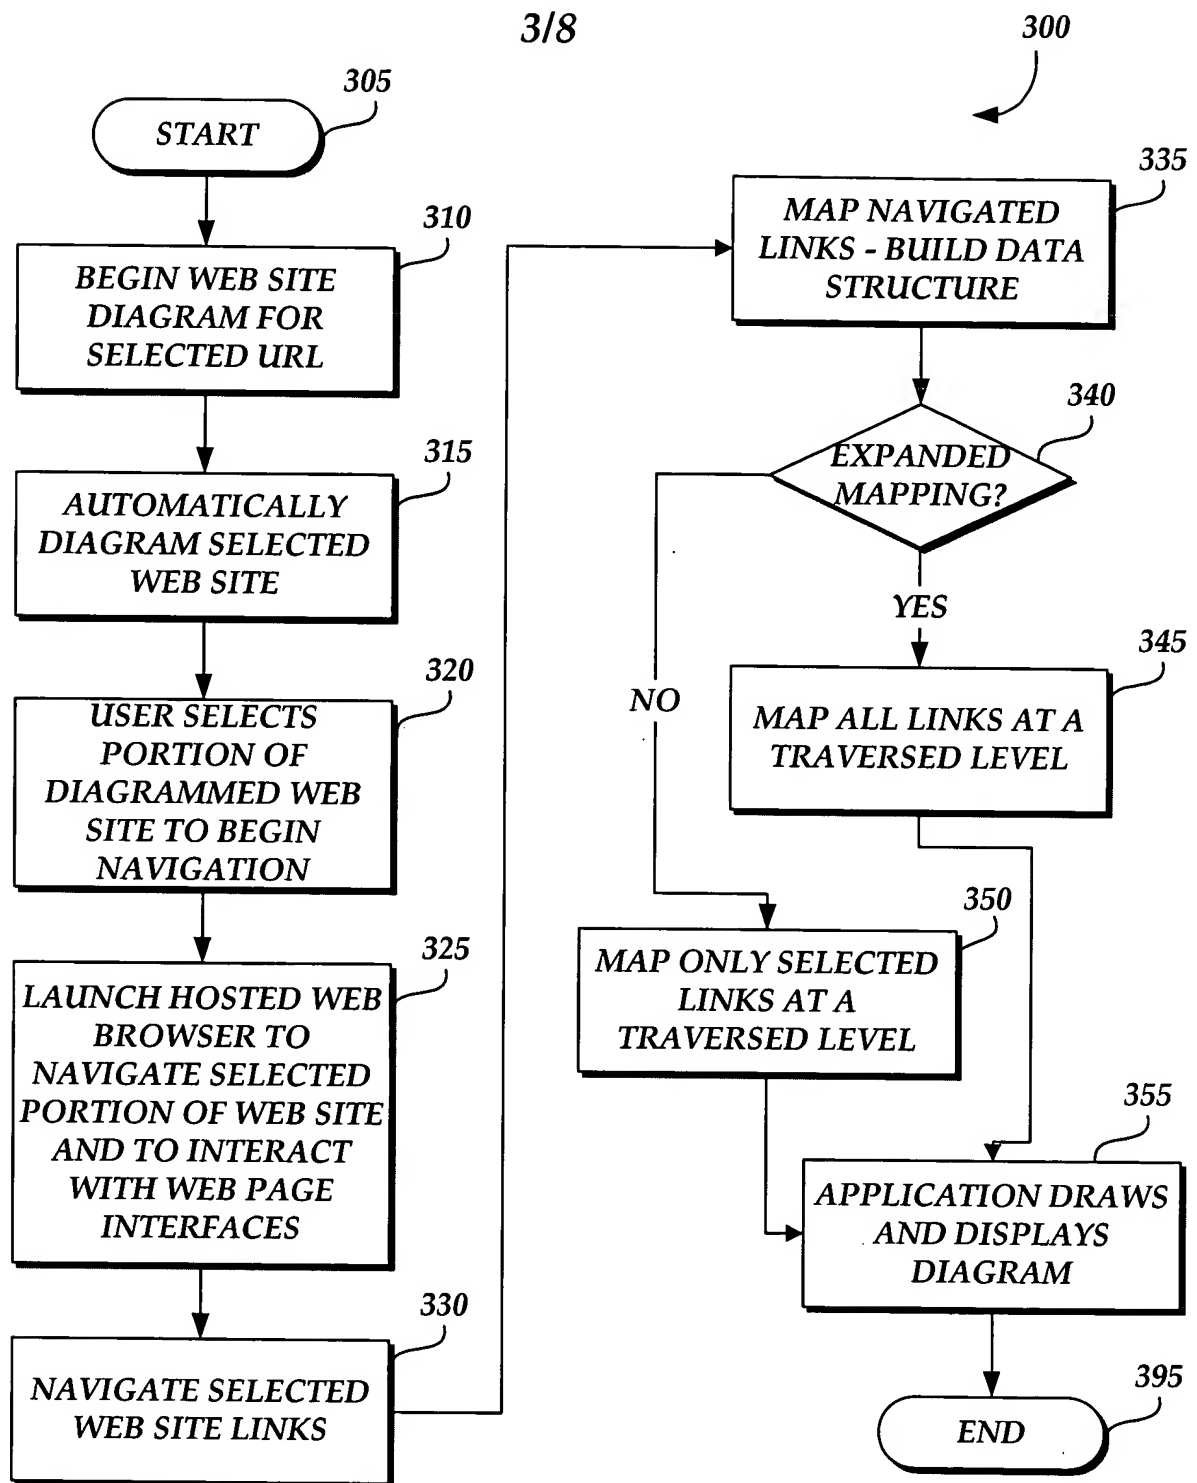 3/8
300
305
START
310
BEGIN WEB SITE
DIAGRAM FOR
SELECTED URL
315
AUTOMATICALLY
DIAGRAM SELECTED
WEB SITE
320
USER SELECTS
PORTION OF
DIAGRAMMED WEB
SITE TO BEGIN
NAVIGATION
325
LAUNCH HOSTED WEB
BROWSER TO
NAVIGATE SELECTED
PORTION OF WEB SITE
AND TO INTERACT
WITH WEB PAGE
INTERFACES
330
NAVIGATE SELECTED
WEB SITE LINKS
335
MAP NAVIGATED
LINKS - BUILD DATA
STRUCTURE
340
EXPANDED
MAPPING?
YES
NO
345
MAP ALL LINKS AT A
TRAVERSED LEVEL
350
MAP ONLY SELECTED
LINKS AT A
TRAVERSED LEVEL
355
APPLICATION DRAWS
AND DISPLAYS
DIAGRAM
395
END